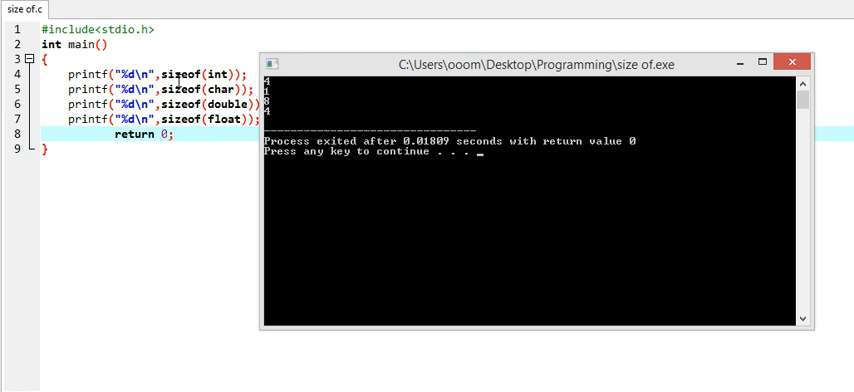 size of.c
1 #include<stdio.h>
2 int main()
3 {
4 printf("%d\n",sizeof(int));
5 printf("%d\n",sizeof(char));
6 printf("%d\n",sizeof(double))
7 printf("%d\n",sizeof(float));
8 return 0;
9 }
C:\Users\ooom\Desktop\Programming\size of.exe
4
1
8
4
--------------------------------
Process exited after 0.01809 seconds with return value 0
Press any key to continue . . . _